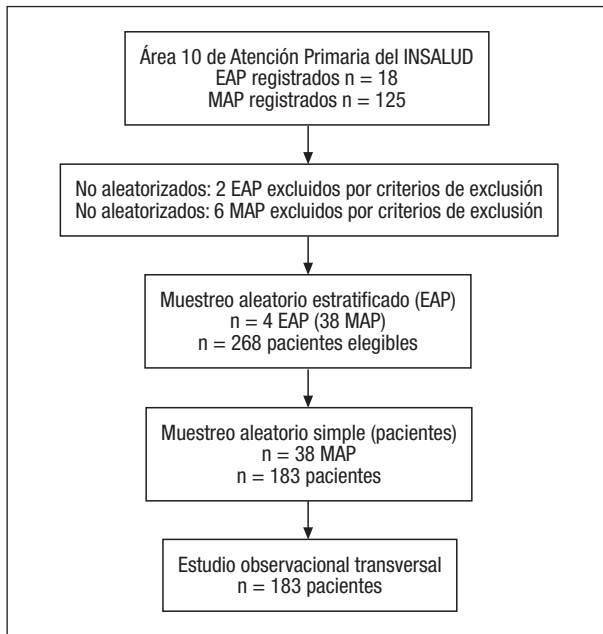 Área 10 de Atención Primaria del INSALUD
EAP registrados n = 18
MAP registrados n = 125
No aleatorizados: 2 EAP excluidos por criterios de exclusión
No aleatorizados: 6 MAP excluidos por criterios de exclusión
Muestreo aleatorio estratificado (EAP)
n = 4 EAP (38 MAP)
n = 268 pacientes elegibles
Muestreo aleatorio simple (pacientes)
n = 38 MAP
n = 183 pacientes
Estudio observacional transversal
n = 183 pacientes